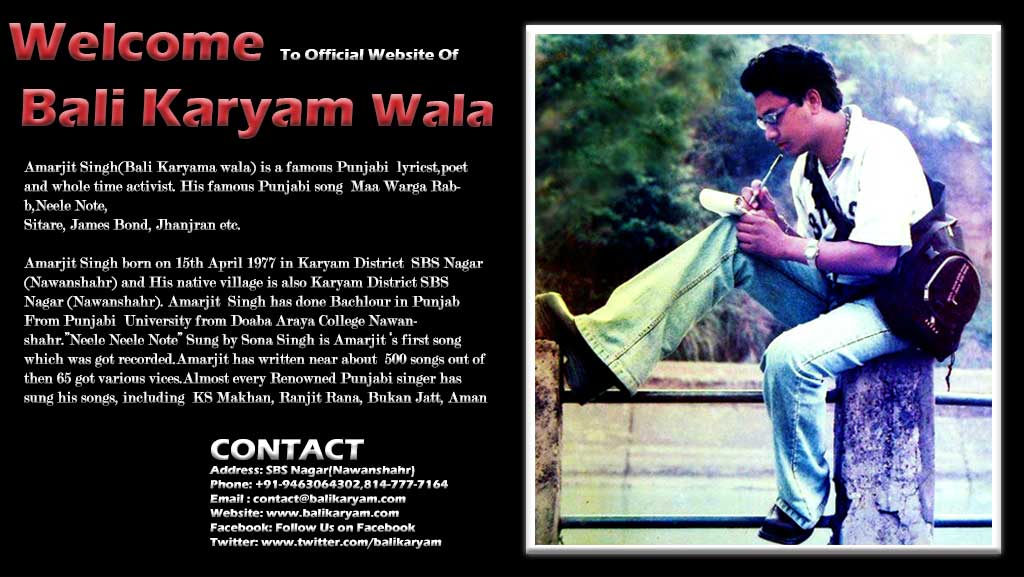 Welcome To Official Website Of
Bali Karyam Wala
Amarjit Singh(Bali Karyama wala) is a famous Punjabi lyricst,poet
and whole time activist. His famous Punjabi song Maa Warga Rab-
b,Neele Note,
Sitare, James Bond, Jhanjran etc.
Amarjit Singh born on 15th April 1977 in Karyam District SBS Nagar
(Nawanshahr) and His native village is also Karyam District SBS
Nagar (Nawanshahr). Amarjit Singh has done Bachlour in Punjab
From Punjabi University from Doaba Araya College Nawan-
shahr."Neele Neele Note" Sung by Sona Singh is Amarjit 's first song
which was got recorded.Amarjit has written near about 500 songs out of
then 65 got various vices.Almost every Renowned Punjabi singer has
sung his songs, including KS Makhan, Ranjit Rana, Bukan Jatt, Aman
CONTACT
Address: SBS Nagar(Nawanshahr)
Phone: +91-9463064302,814-777-7164
Email : contact@balikaryam.com
Website: www.balikaryam.com
Facebook: Follow Us on Facebook
Twitter: www.twitter.com/balikaryam